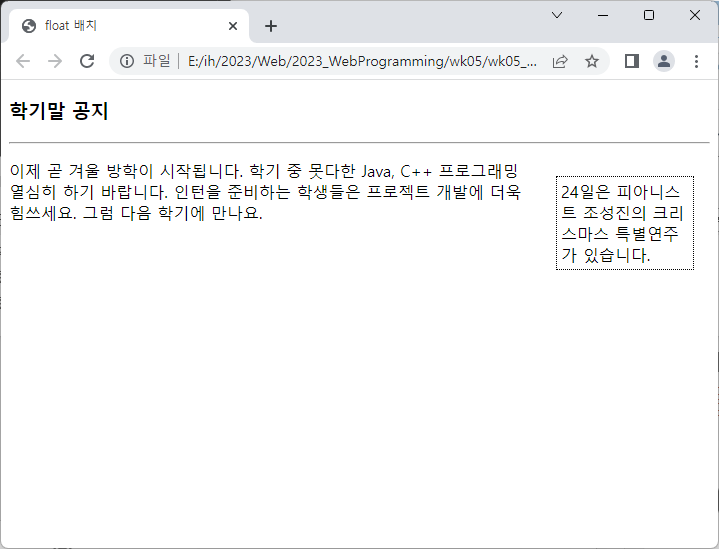 float 배치
파일
E:/ih/2023/Web/2023_WebProgramming/wk05/wk05_...
학기말 공지
이제 곧 겨울 방학이 시작됩니다. 학기 중 못다한 Java, C++ 프로그래밍
열심히 하기 바랍니다. 인턴을 준비하는 학생들은 프로젝트 개발에 더욱
힘쓰세요. 그럼 다음 학기에 만나요.
24일은 피아니스
트 조성진의 크리
스마스 특별연주
가 있습니다.